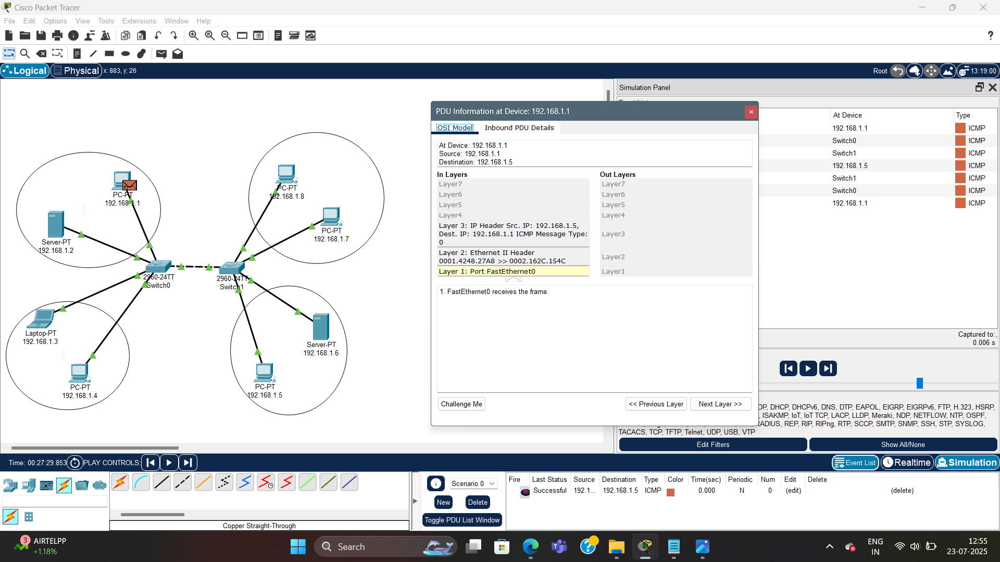 Cisco Packet Tracer
File Edit Options View Tools Extensions Window Help
?
Logical Physical x: 883, y: 26
Root 13:19:00
Simulation Panel
PDU Information at Device: 192.168.1.1
OSI Model Inbound PDU Details
At Device: 192.168.1.1
Source: 192.168.1.1
Destination: 192.168.1.5
In Layers
Layer7
Layer6
Layer5
Layer4
Layer 3: IP Header Src. IP: 192.168.1.5,
Dest. IP: 192.168.1.1 ICMP Message Type:
0
Layer 2: Ethernet II Header
0001.4248.27A8 >> 0002.162C.154C
Layer 1: Port FastEthernet0
Out Layers
Layer7
Layer6
Layer5
Layer4
Layer3
Layer2
Layer1
1. FastEthernet0 receives the frame.
Challenge Me
<< Previous Layer
Next Layer >>
At Device Type
192.168.1.1 ICMP
Switch0 ICMP
Switch1 ICMP
192.168.1.5 ICMP
Switch1 ICMP
Switch0 ICMP
192.168.1.1 ICMP
Captured to:
0.006 s
DP, DHCP, DHCPv6, DNS, DTP, EAPOL, EIGRP, EIGRPv6, FTP, H.323, HSRP,
ISAKMP, IoT, IoT TCP, LACP, LLDP, Meraki, NDP, NETFLOW, NTP, OSPF,
RADIUS, REP, RIP, RIPng, RTP, SCCP, SMTP, SNMP, SSH, STP, SYSLOG,
TACACS, TCP, TFTP, Telnet, UDP, USB, VTP
Edit Filters
Show All/None
PC-PT
192.168.1.1
Server-PT
192.168.1.2
PC-PT
192.168.1.8
PC-PT
192.168.1.7
2960-24TT
Switch0
2960-24TT
Switch1
Laptop-PT
192.168.1.3
PC-PT
192.168.1.4
Server-PT
192.168.1.6
PC-PT
192.168.1.5
Time: 00:27:29.853 PLAY CONTROLS:
Event List Realtime Simulation
Copper Straight-Through
Scenario 0
New Delete
Toggle PDU List Window
Fire Last Status Source Destination Type Color Time(sec) Periodic Num Edit Delete
Successful 192.1... 192.168.1.5 ICMP 0.000 N 0 (edit) (delete)
3
AIRTELPP
+1.18%
Search
ENG
IN
12:55
23-07-2025